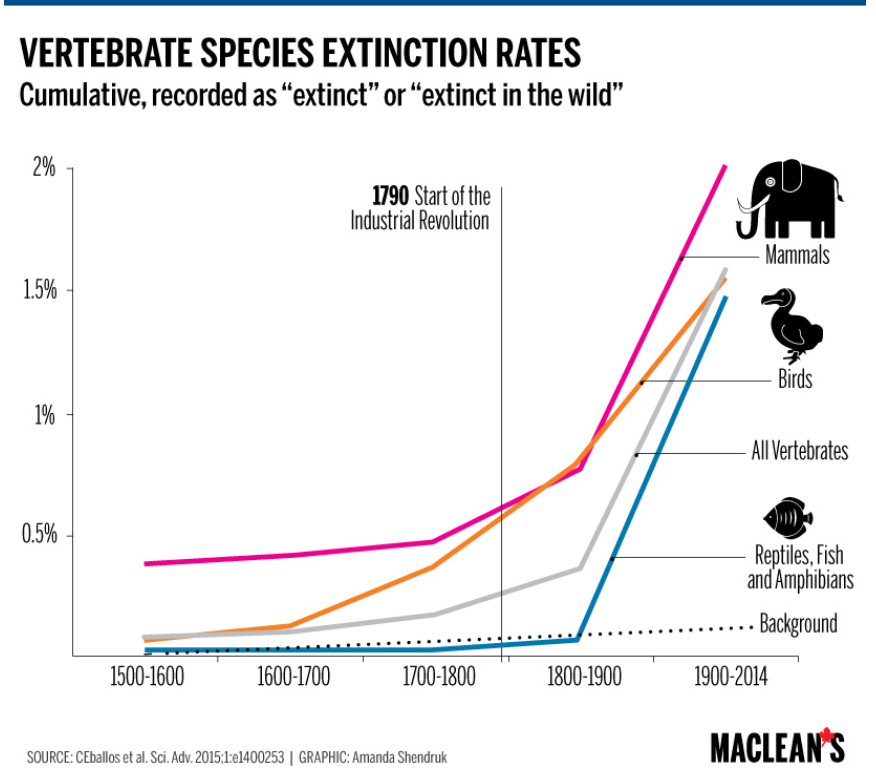 VERTEBRATE SPECIES EXTINCTION RATES
Cumulative, recorded as “extinct” or “extinct in the wild”
2%
1.5%
1%
0.5%
1790 Start of the
Industrial Revolution
Mammals
Birds
All Vertebrates
Reptiles, Fish
and Amphibians
Background
1500-1600
1600-1700
1700-1800
1800-1900
1900-2014
SOURCE: CEballos et al. Sci. Adv. 2015;1:e1400253 | GRAPHIC: Amanda Shendruk
MACLEAN'S